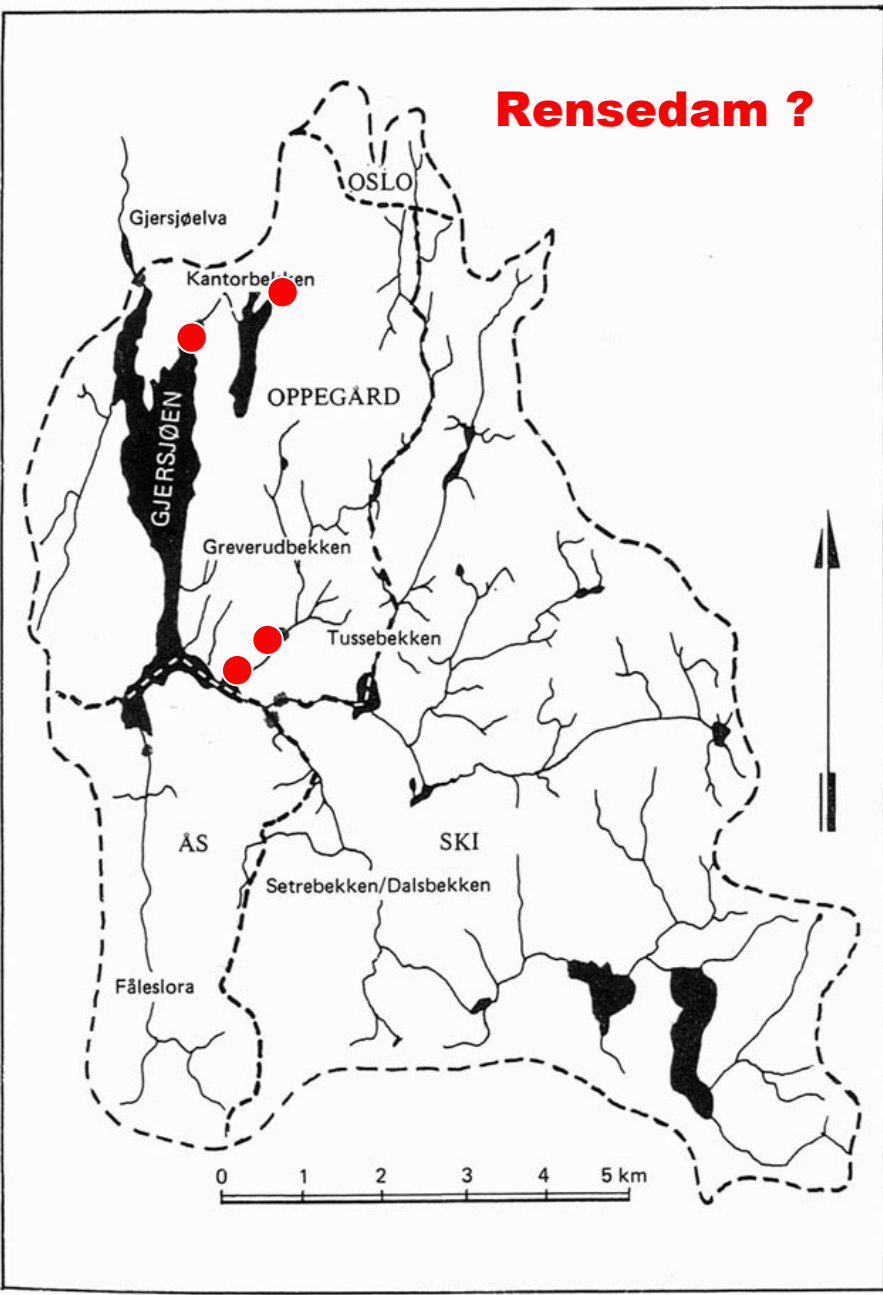 Rensedam ?
OSLO
Gjersjøelva
Kantorbekken
OPPEGÅRD
GJERSJØEN
Greverudbekken
Tussebekken
ÅS
SKI
Setrebekken/Dalsbekken
Fåleslora
0 1 2 3 4 5 km